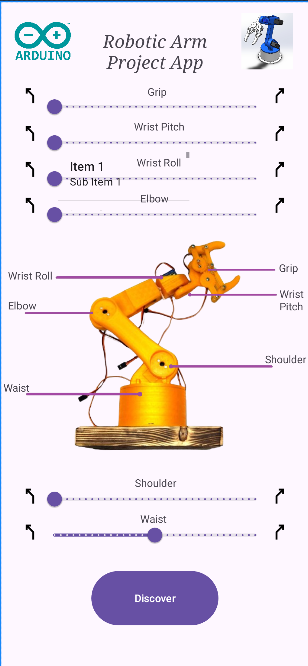 ARDUINO
Robotic Arm
Project App
Grip
Wrist Pitch
Wrist Roll
Item 1
Sub Item 1
Elbow
Wrist Roll
Grip
Elbow
Wrist
Pitch
Shoulder
Waist
Shoulder
Waist
Discover